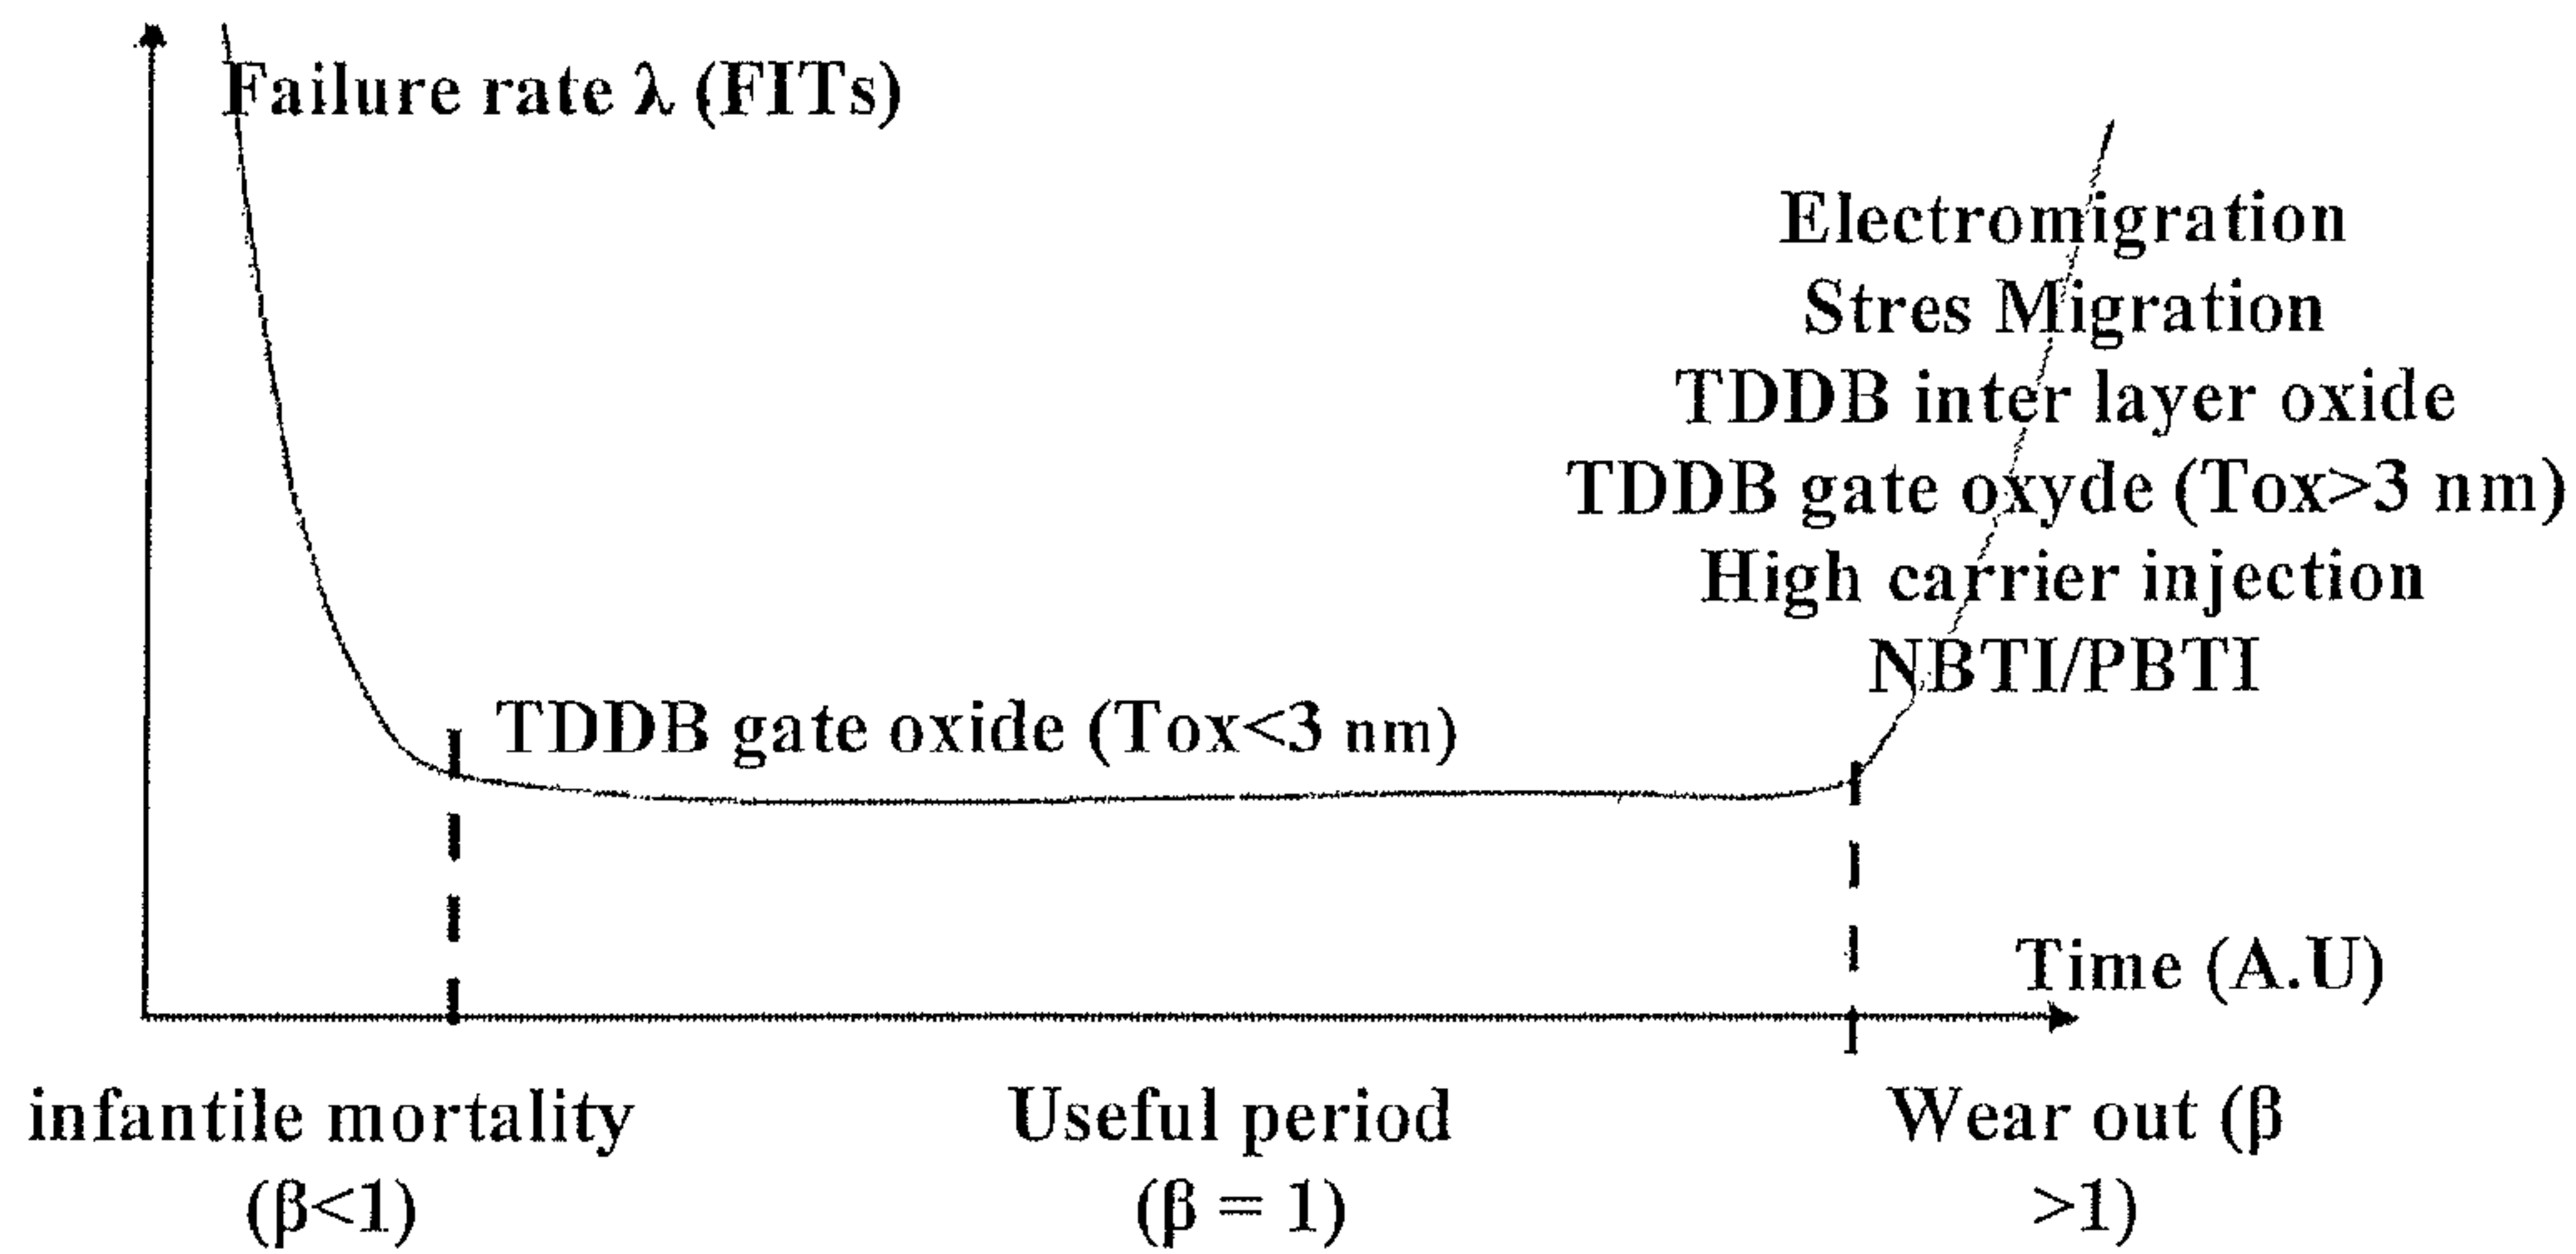 Failure rate λ (FITs)
Electromigration
Stres Migration
TDDB inter layer oxide
TDDB gate oxyde (Tox>3 nm)
High carrier injection
NBTI/PBTI
TDDB gate oxide (Tox<3 nm)
Time (A.U)
infantile mortality
(β<1)
Useful period
(β = 1)
Wear out (β
>1)